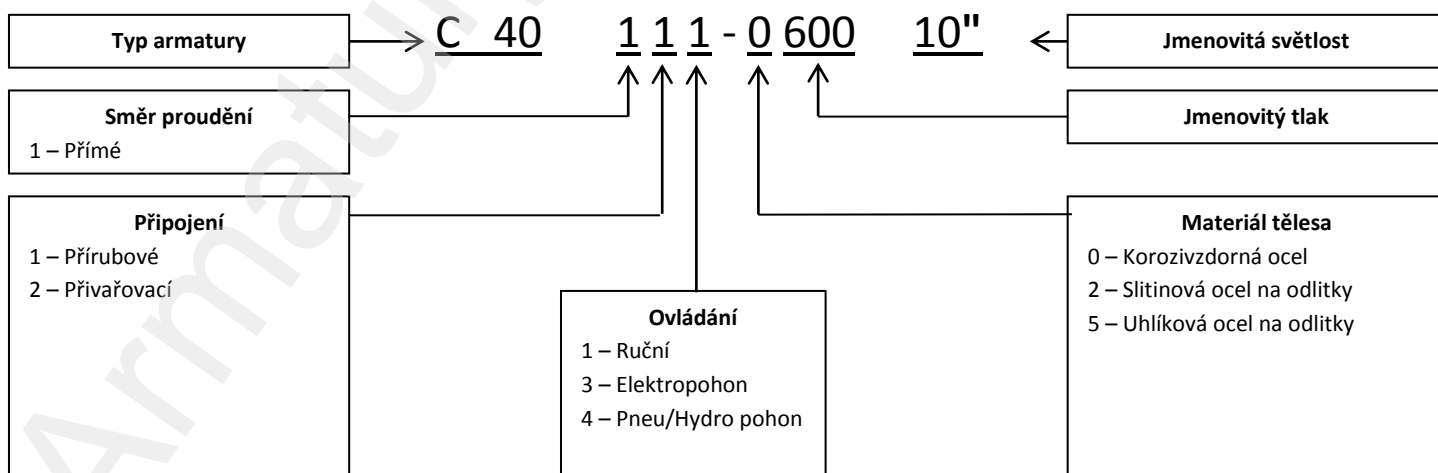 Typ armatury
C 40 1 1 1 - 0 600 10"
Jmenovitá světlost
Směr proudění
1 – Přímé
Jmenovitý tlak
Připojení
1 – Přírubové
2 – Přivařovací
Ovládání
1 – Ruční
3 – Elektropohon
4 – Pneu/Hydro pohon
Materiál tělesa
0 – Korozivzdorná ocel
2 – Slitinová ocel na odlitky
5 – Uhlíková ocel na odlitky
Armatu